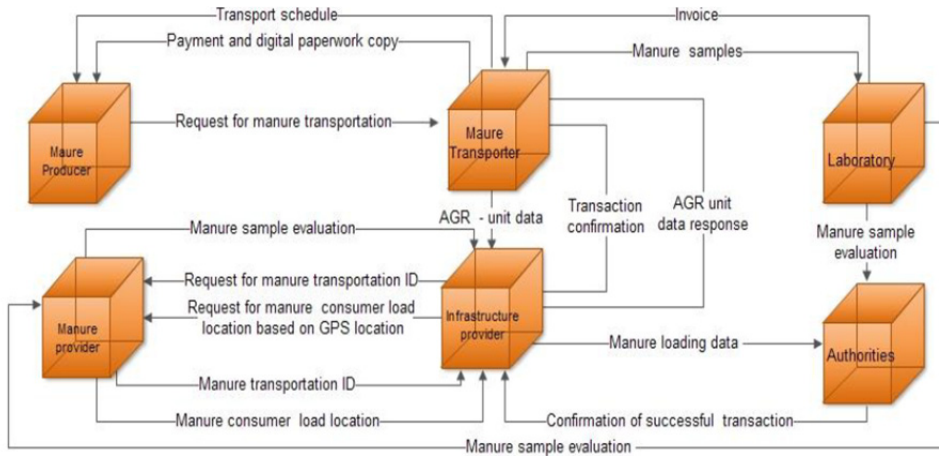 Transport schedule
Invoice
Payment and digital paperwork copy
Manure samples
Request for manure transportation
Maure
Producer
Maure
Transporter
Laboratory
AGR - unit data
Transaction
confirmation
AGR unit
data response
Manure sample
evaluation
Manure sample evaluation
Request for manure transportation ID
Request for manure consumer load
location based on GPS location
Manure
provider
Infrastructure
provider
Manure loading data
Authorities
Manure transportation ID
Manure consumer load location
Confirmation of successful transaction
Manure sample evaluation